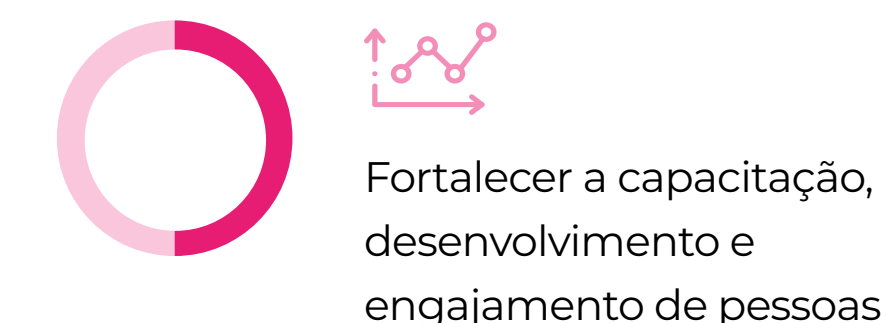 Fortalecer a capacitação,
desenvolvimento e
engajamento de pessoas